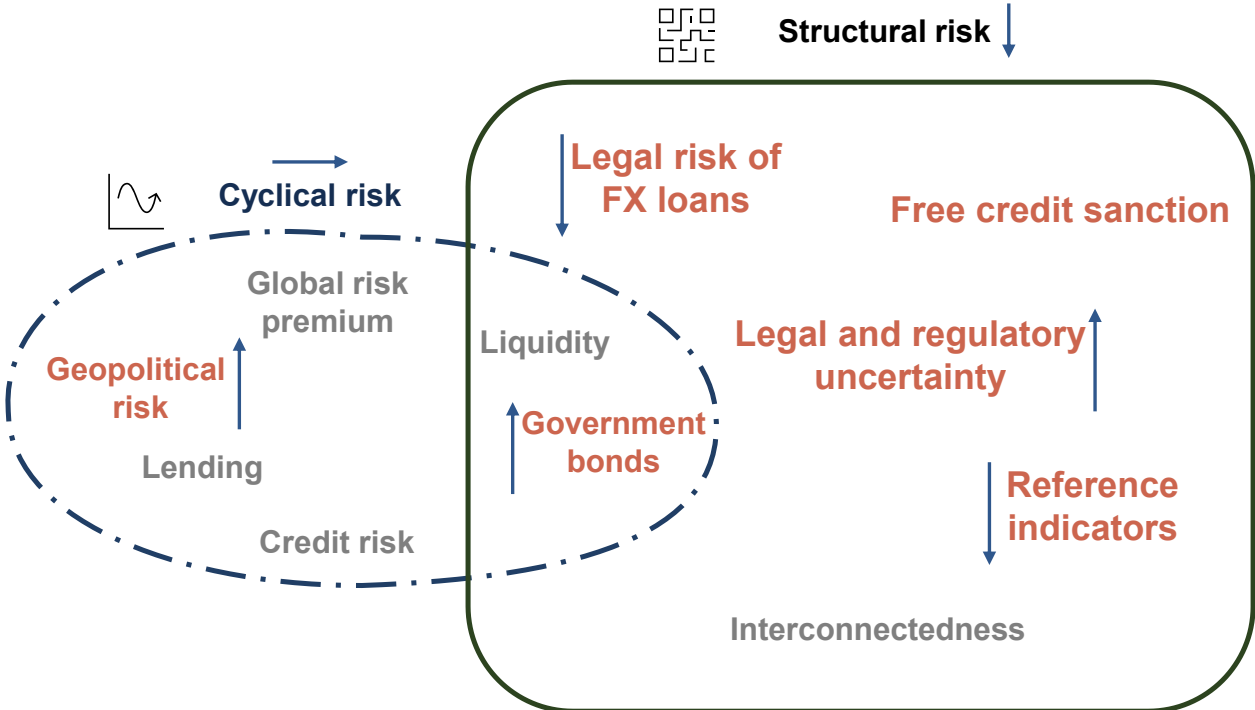 Structural risk
Legal risk of
FX loans
Cyclical risk
Free credit sanction
Global risk
premium
Liquidity
Legal and regulatory
uncertainty
Geopolitical
risk
Government
bonds
Lending
Reference
indicators
Credit risk
Interconnectedness